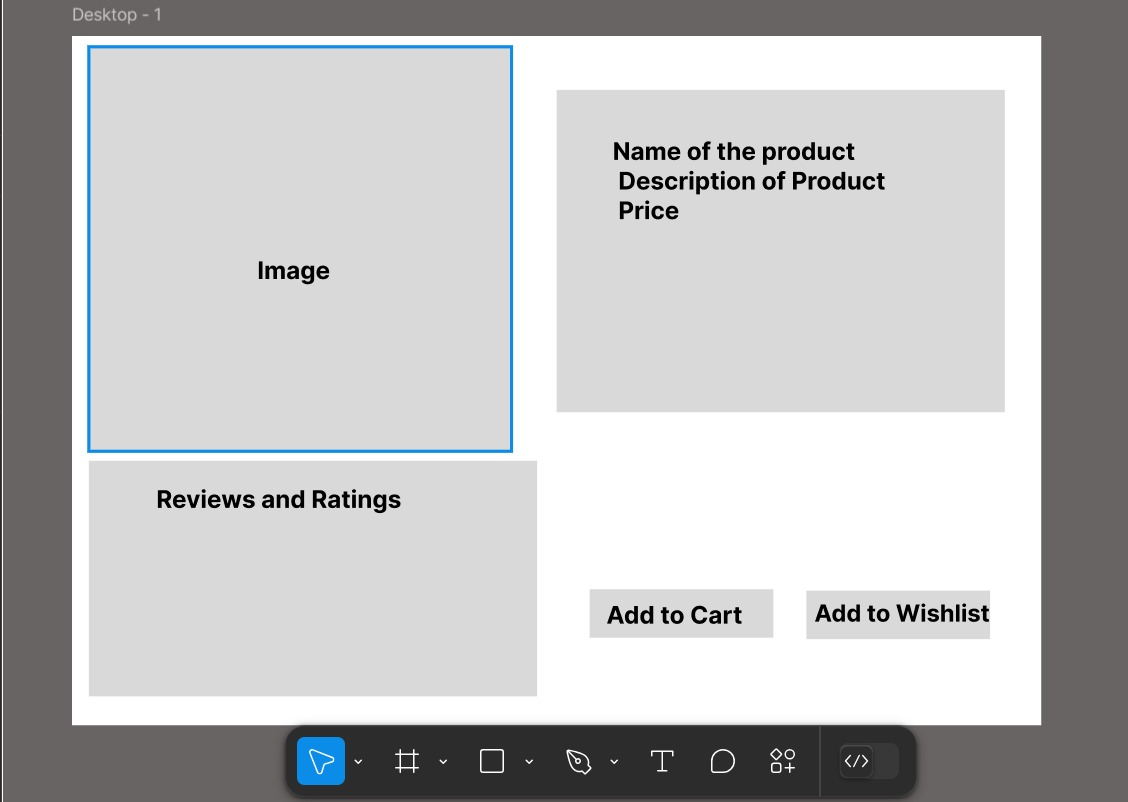 Desktop - 1
Image
Name of the product
Description of Product
Price
Reviews and Ratings
Add to Cart
Add to Wishlist